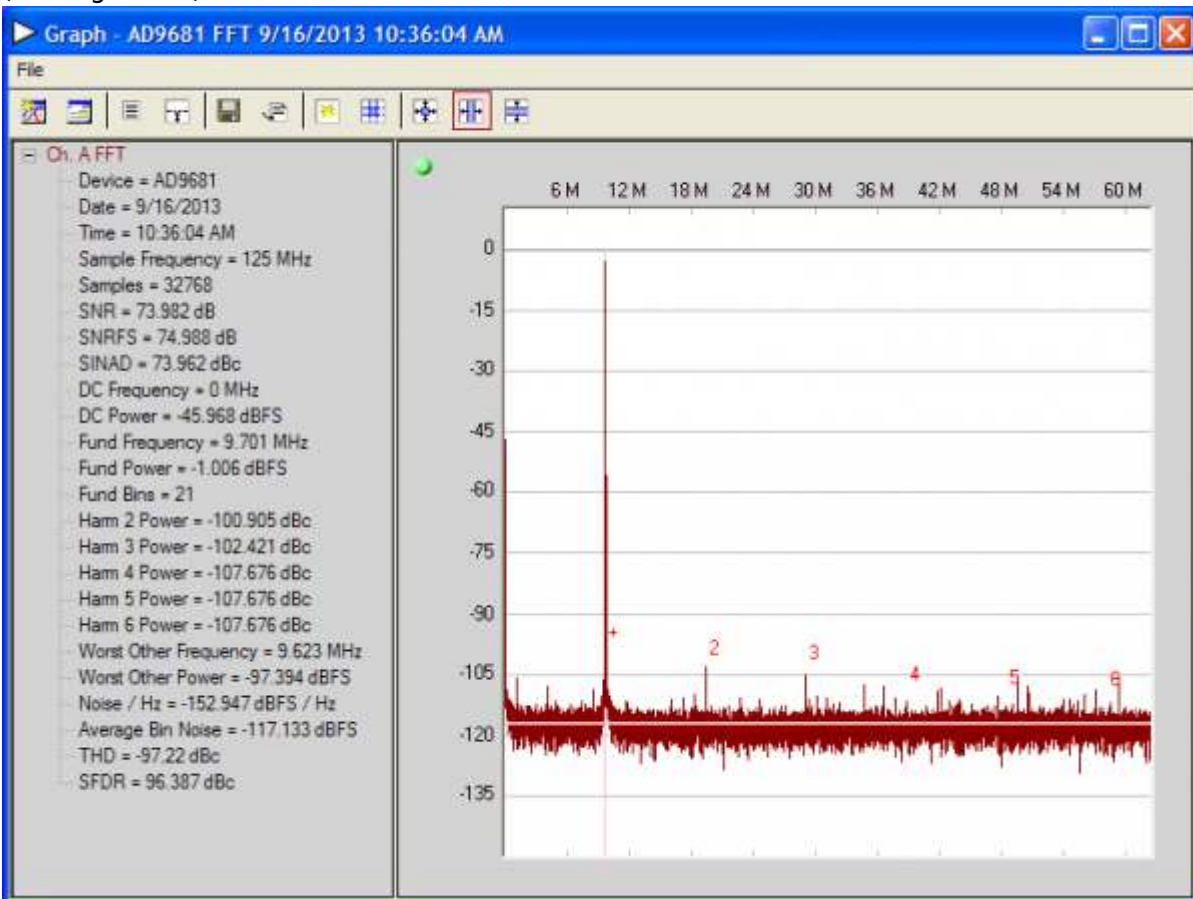 Graph - AD9681 FFT 9/16/2013 10:36:04 AM
File
Ch. A FFT
Device = AD9681
Date = 9/16/2013
Time = 10:36:04 AM
Sample Frequency = 125 MHz
Samples = 32768
SNR = 73.982 dB
SNRFS = 74.988 dB
SINAD = 73.962 dBc
DC Frequency = 0 MHz
DC Power = -45.968 dBFS
Fund Frequency = 9.701 MHz
Fund Power = -1.006 dBFS
Fund Bins = 21
Harm 2 Power = -100.905 dBc
Harm 3 Power = -102.421 dBc
Harm 4 Power = -107.676 dBc
Harm 5 Power = -107.676 dBc
Harm 6 Power = -107.676 dBc
Worst Other Frequency = 9.623 MHz
Worst Other Power = -97.394 dBFS
Noise / Hz = -152.947 dBFS / Hz
Average Bin Noise = -117.133 dBFS
THD = -97.22 dBc
SFDR = 96.387 dBc
6 M 12 M 18 M 24 M 30 M 36 M 42 M 48 M 54 M 60 M
0
-15
-30
-45
-60
-75
-90
-105
-120
-135
+ 2 3 4 5 6